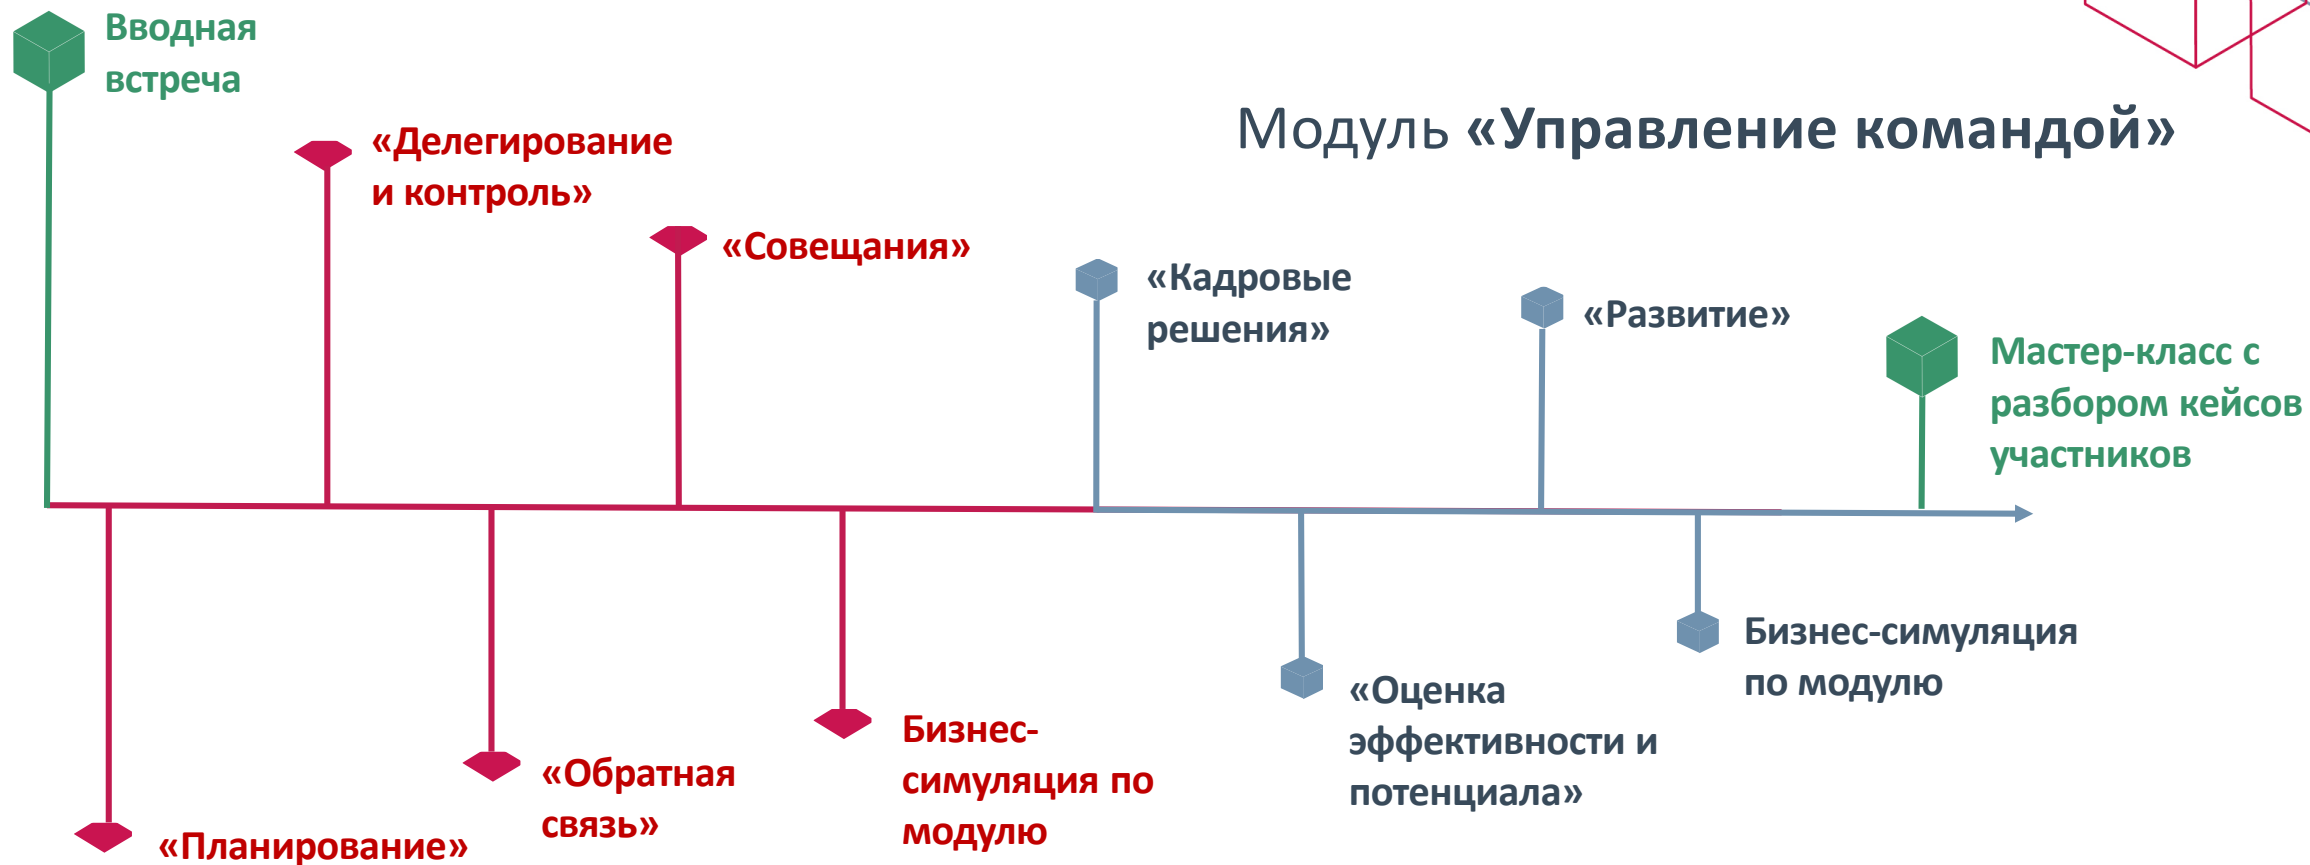 Вводная
встреча
Модуль «Управление командой»
«Делегирование
и контроль»
«Совещания»
«Кадровые
решения»
«Развитие»
Мастер-класс с
разбором кейсов
участников
«Планирование»
«Обратная
связь»
Бизнес-
симуляция по
модулю
«Оценка
эффективности и
потенциала»
Бизнес-симуляция
по модулю